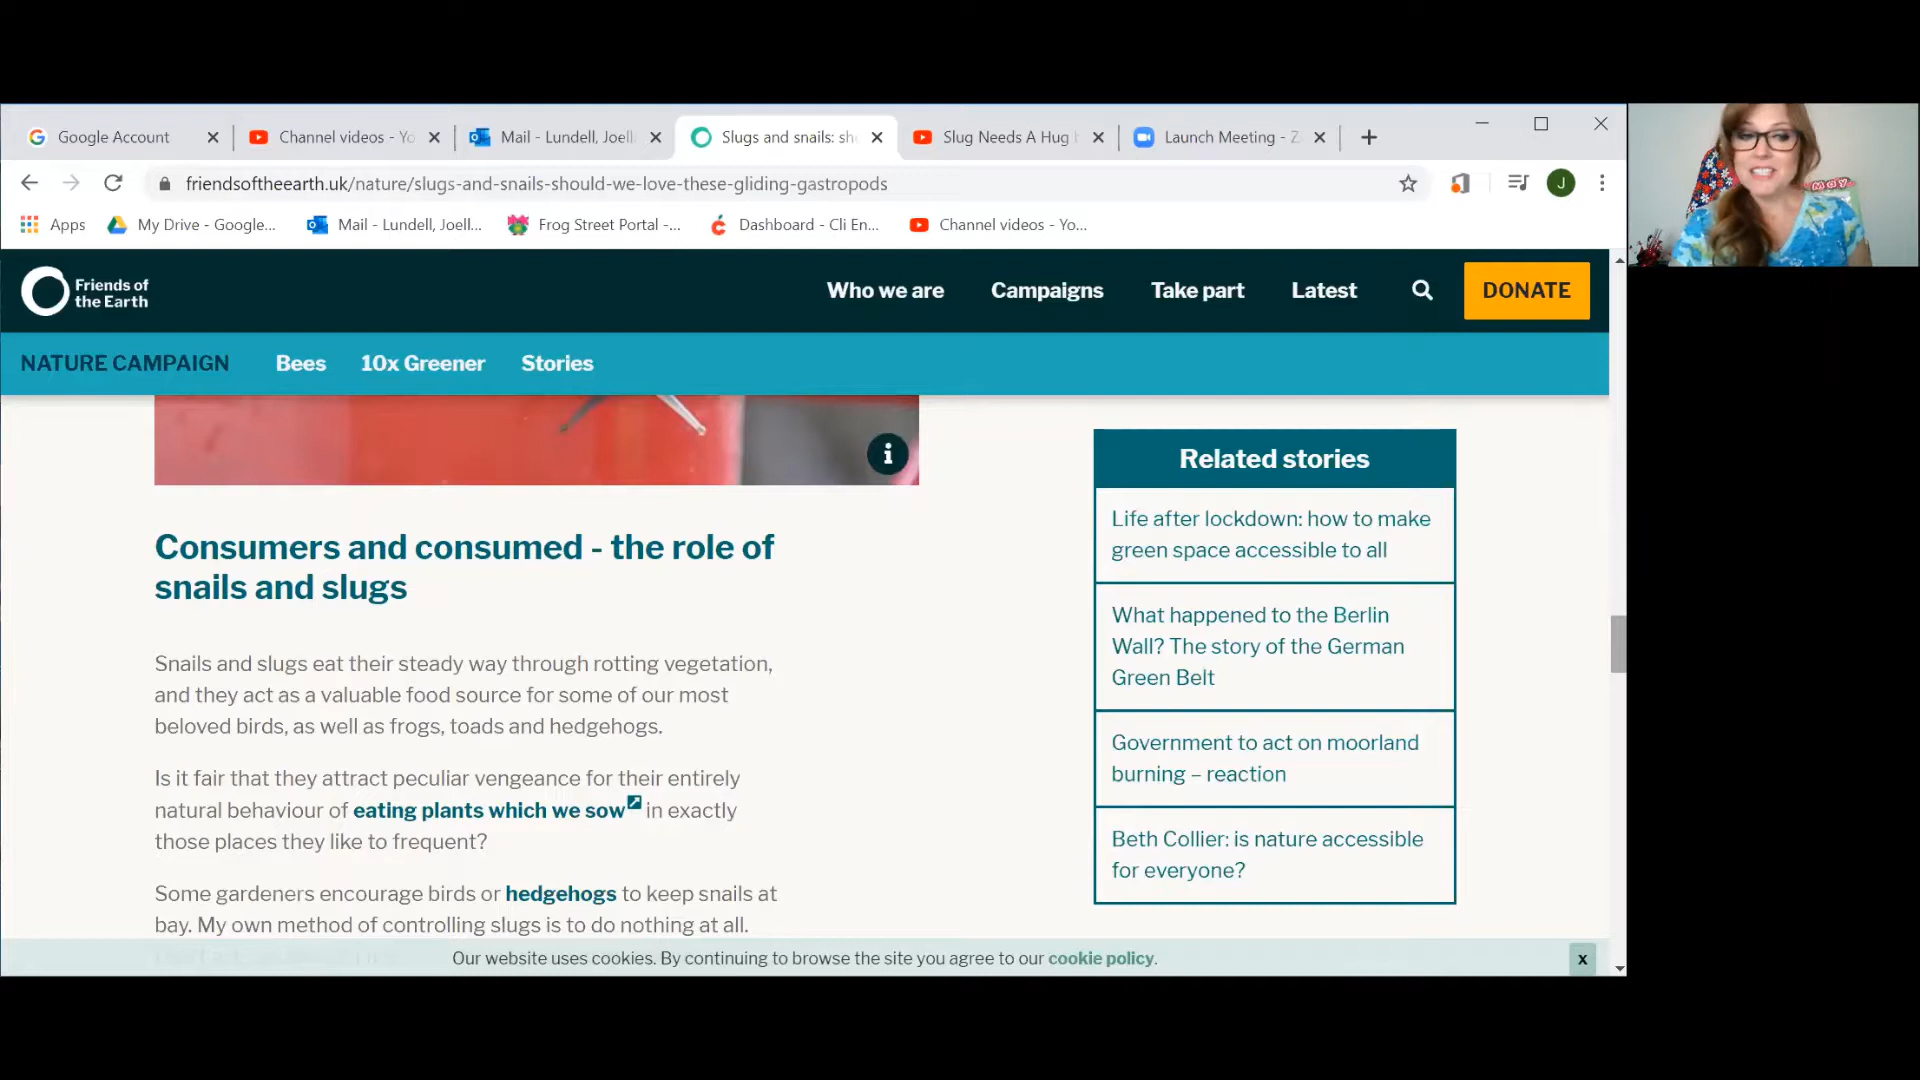 Google Account
Channel videos - Yo
Mail - Lundell, Joell
Slugs and snails: sh
Slug Needs A Hug
Launch Meeting - Z
friendsoftheearth.uk/nature/slugs-and-snails-should-we-love-these-gliding-gastropods
J
Apps
My Drive - Google...
Mail - Lundell, Joell...
Frog Street Portal -...
Dashboard - Cli En...
Channel videos - Yo...
Friends of
the Earth
Who we are
Campaigns
Take part
Latest
DONATE
NATURE CAMPAIGN
Bees
10x Greener
Stories
i
Consumers and consumed - the role of
snails and slugs
Snails and slugs eat their steady way through rotting vegetation,
and they act as a valuable food source for some of our most
beloved birds, as well as frogs, toads and hedgehogs.
Is it fair that they attract peculiar vengeance for their entirely
natural behaviour of eating plants which we sow in exactly
those places they like to frequent?
Some gardeners encourage birds or hedgehogs to keep snails at
bay. My own method of controlling slugs is to do nothing at all.
Related stories
Life after lockdown: how to make
green space accessible to all
What happened to the Berlin
Wall? The story of the German
Green Belt
Government to act on moorland
burning – reaction
Beth Collier: is nature accessible
for everyone?
Our website uses cookies. By continuing to browse the site you agree to our cookie policy.
x